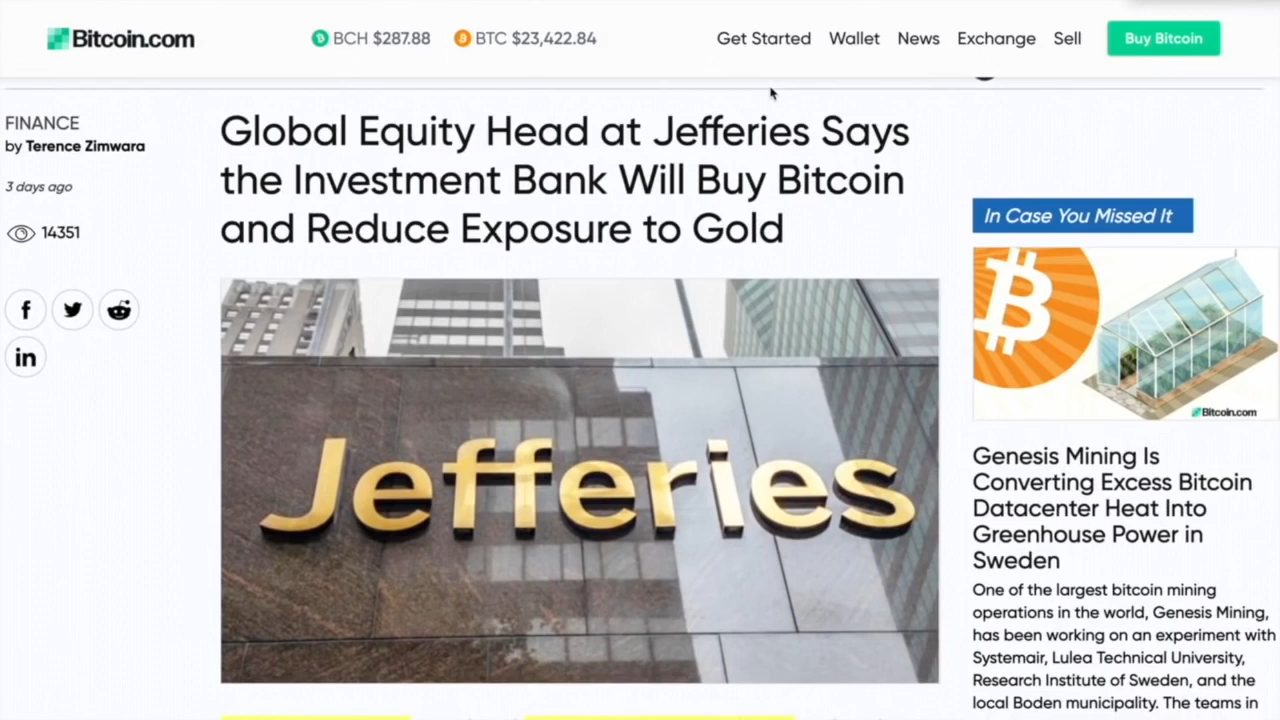 Bitcoin.com
BCH $287.88
BTC $23,422.84
Get Started
Wallet
News
Exchange
Sell
Buy Bitcoin
FINANCE
by Terence Zimwara
3 days ago
14351
Global Equity Head at Jefferies Says
the Investment Bank Will Buy Bitcoin
and Reduce Exposure to Gold
Jefferies
In Case You Missed It
Bitcoin.com
Genesis Mining Is
Converting Excess Bitcoin
Datacenter Heat Into
Greenhouse Power in
Sweden
One of the largest bitcoin mining
operations in the world, Genesis Mining,
has been working on an experiment with
Systemair, Lulea Technical University,
Research Institute of Sweden, and the
local Boden municipality. The teams in